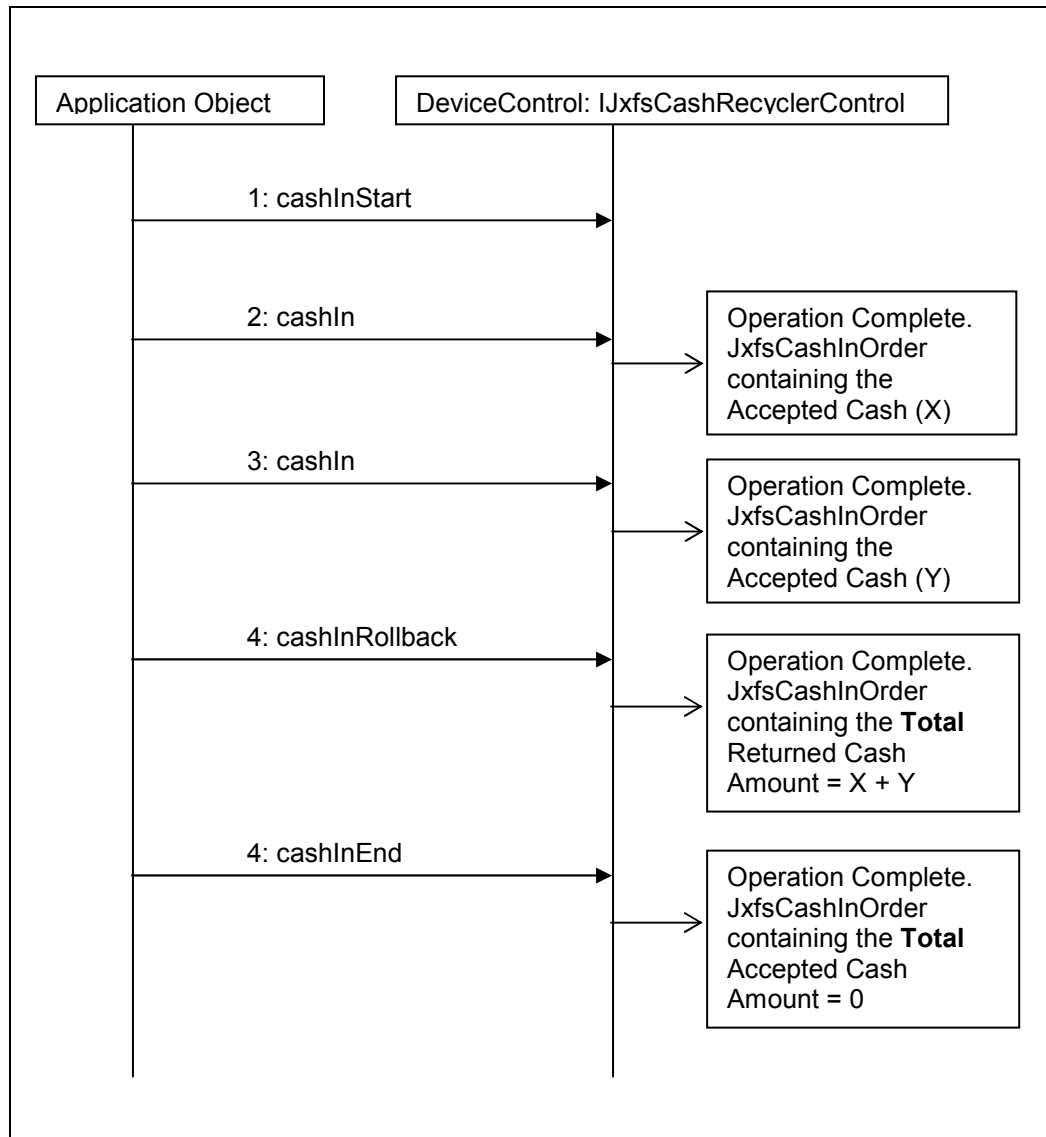 Application Object
DeviceControl: IJxfsCashRecyclerControl
1: cashInStart
2: cashIn
Operation Complete.
JxfsCashInOrder
containing the
Accepted Cash (X)
3: cashIn
Operation Complete.
JxfsCashInOrder
containing the
Accepted Cash (Y)
4: cashInRollback
Operation Complete.
JxfsCashInOrder
containing the Total
Returned Cash
Amount = X + Y
4: cashInEnd
Operation Complete.
JxfsCashInOrder
containing the Total
Accepted Cash
Amount = 0